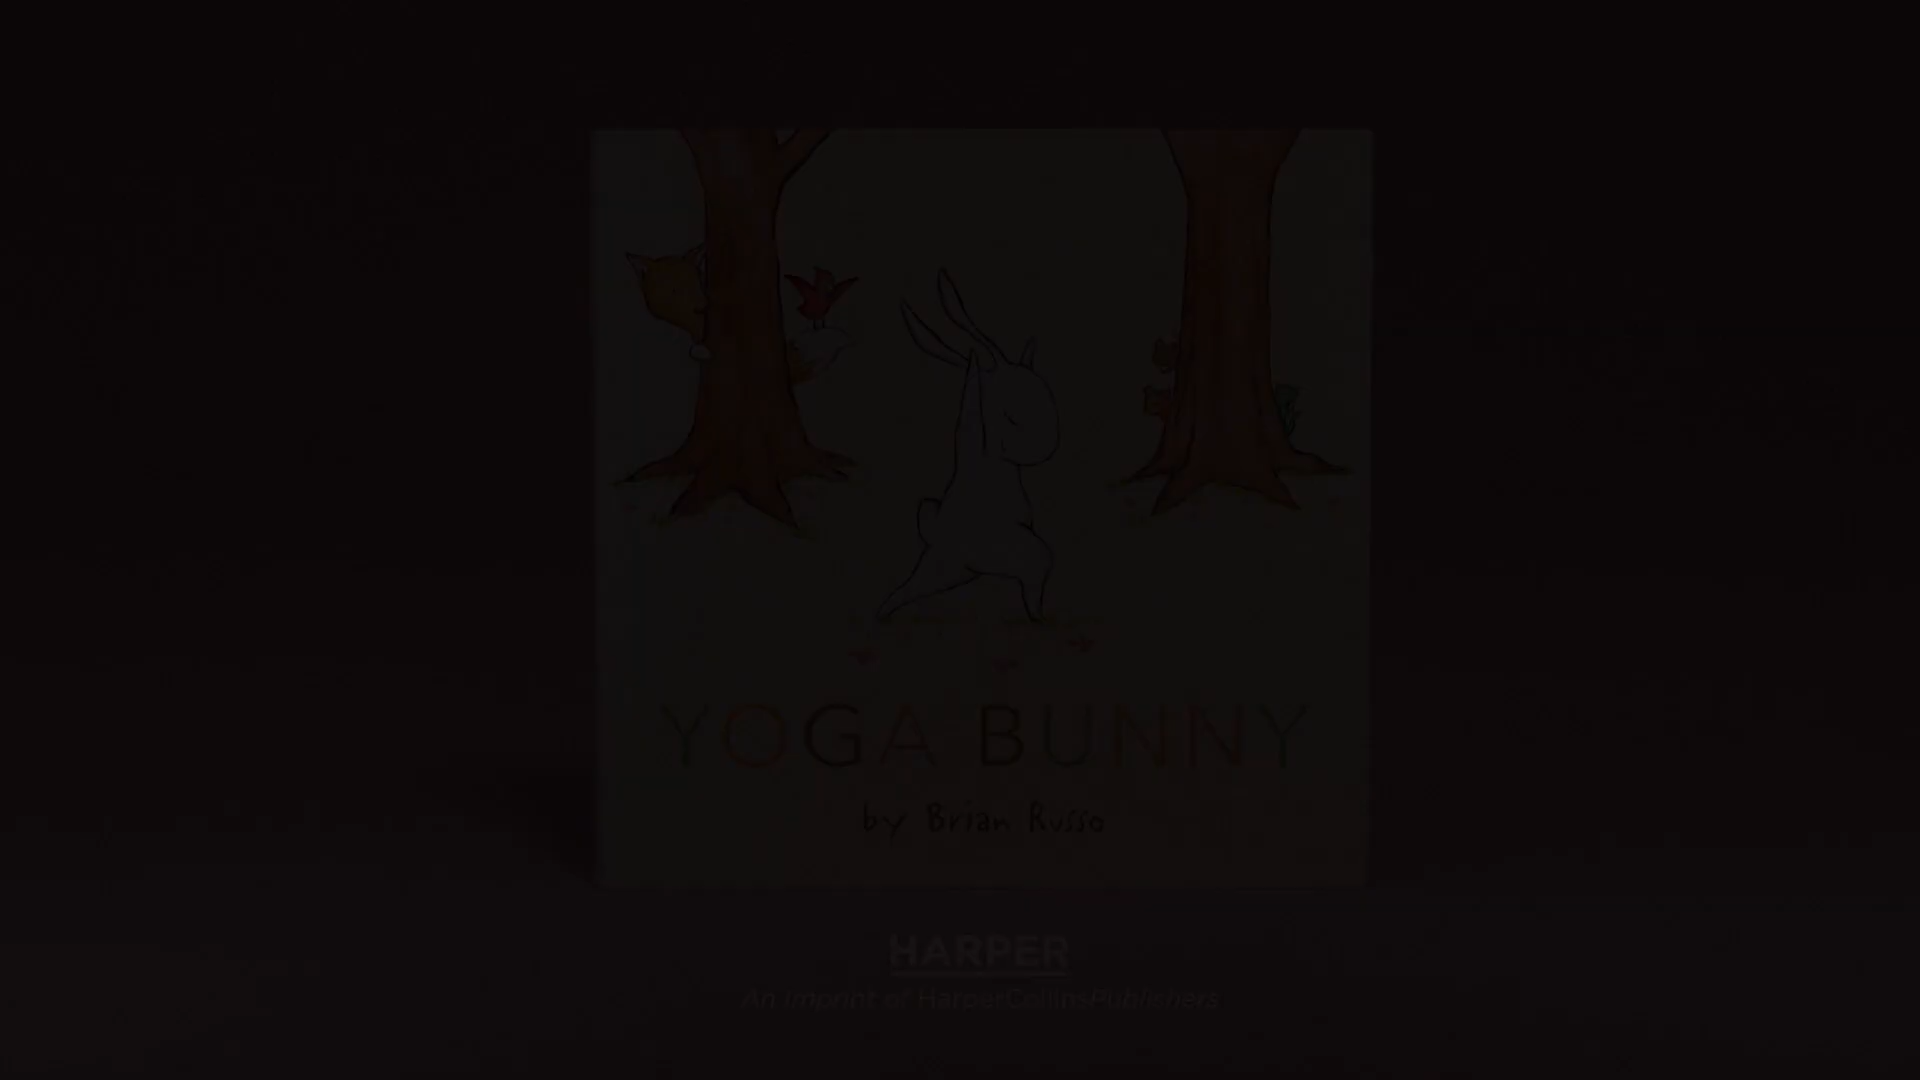 YOGA BUNNY
by Brian Russo
HARPER
An Imprint of HarperCollinsPublishers